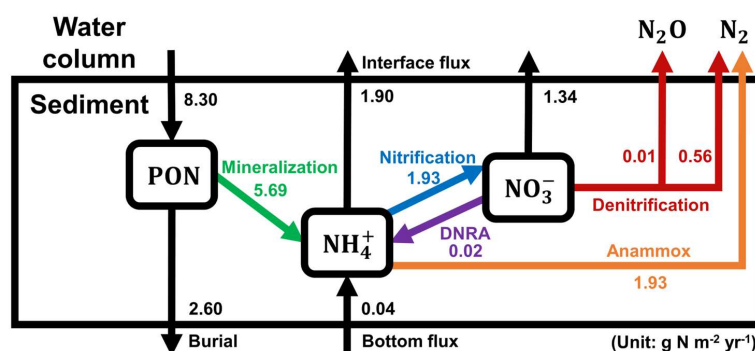 Water
column
N₂O N₂
Interface flux
Sediment
8.30
1.90
1.34
PON
Mineralization
5.69
Nitrification
1.93
NO₃⁻
0.01 0.56
Denitrification
NH₄⁺
DNRA
0.02
Anammox
1.93
2.60
0.04
Burial
Bottom flux
(Unit: g N m⁻² yr⁻¹)